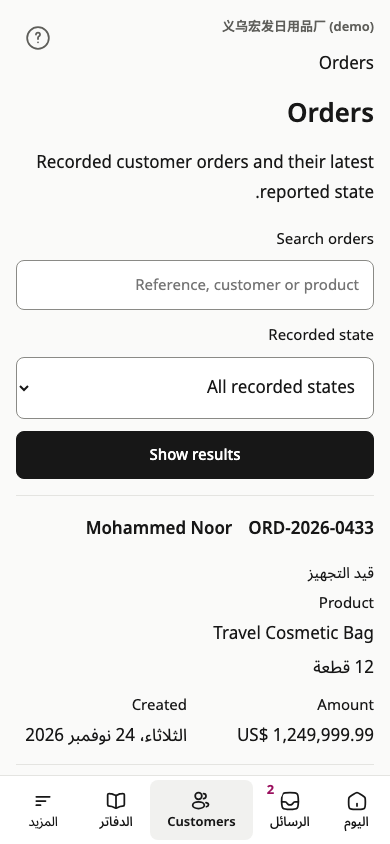 义乌宏发日用品厂 (demo)
Orders
Orders
Recorded customer orders and their latest
reported state.
Search orders
Reference, customer or product
Recorded state
All recorded states
Show results
ORD-2026-0433 Mohammed Noor
قيد التجهيز
Product
Travel Cosmetic Bag
12 قطعة
Amount Created
US$ 1,249,999.99 الثلاثاء، 24 نوفمبر 2026
اليوم 2 الرسائل Customers الدفاتر المزيد